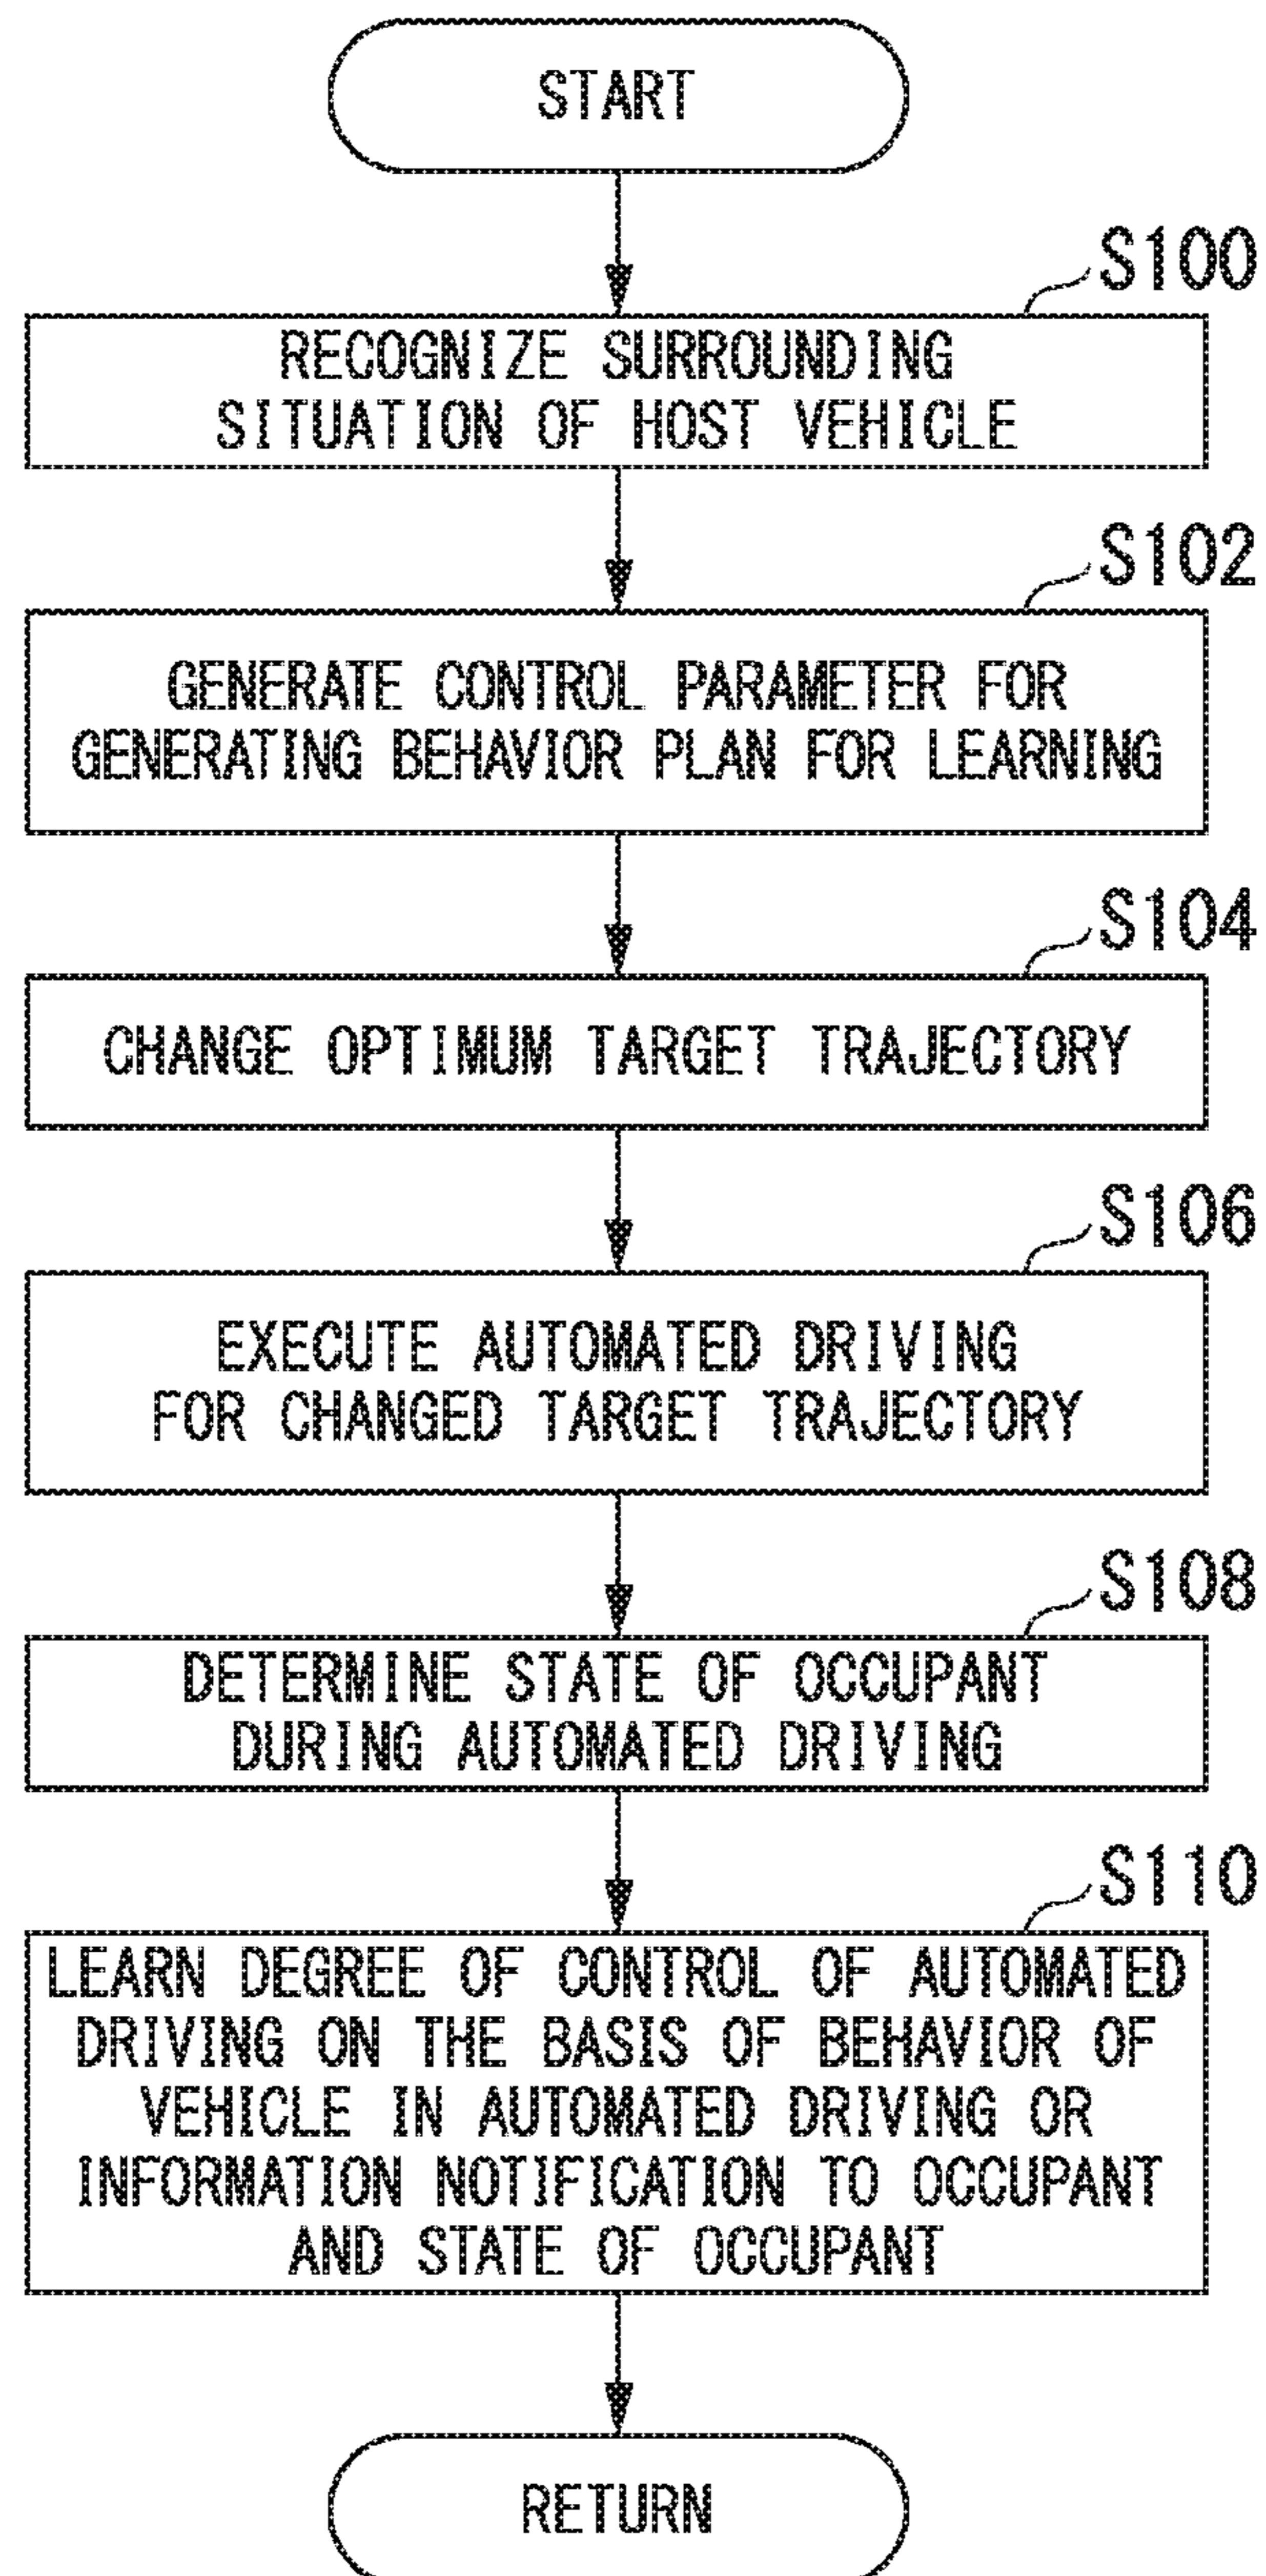 START
S100
RECOGNIZE SURROUNDING
SITUATION OF HOST VEHICLE
S102
GENERATE CONTROL PARAMETER FOR
GENERATING BEHAVIOR PLAN FOR LEARNING
S104
CHANGE OPTIMUM TARGET TRAJECTORY
S106
EXECUTE AUTOMATED DRIVING
FOR CHANGED TARGET TRAJECTORY
S108
DETERMINE STATE OF OCCUPANT
DURING AUTOMATED DRIVING
S110
LEARN DEGREE OF CONTROL OF AUTOMATED
DRIVING ON THE BASIS OF BEHAVIOR OF
VEHICLE IN AUTOMATED DRIVING OR
INFORMATION NOTIFICATION TO OCCUPANT
AND STATE OF OCCUPANT
RETURN